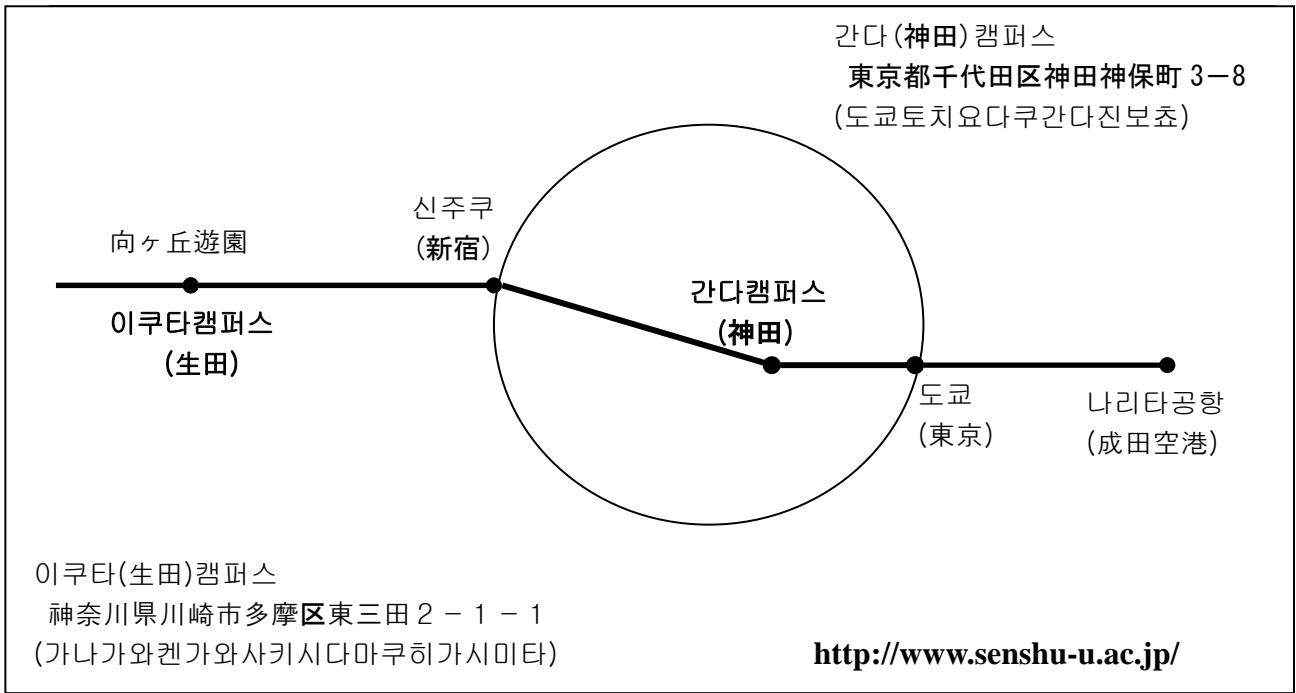 간다(神田)캠퍼스
東京都千代田区神田神保町 3－8
(도쿄토치요다쿠간다진보쵸)
신주쿠
(新宿)
向ヶ丘遊園
간다캠퍼스
(神田)
이쿠타캠퍼스
(生田)
도쿄
(東京)
나리타공항
(成田空港)
이쿠타(生田)캠퍼스
神奈川県川崎市多摩区東三田２－１－１
(가나가와켄가와사키시다마쿠히가시미타)
http://www.senshu-u.ac.jp/